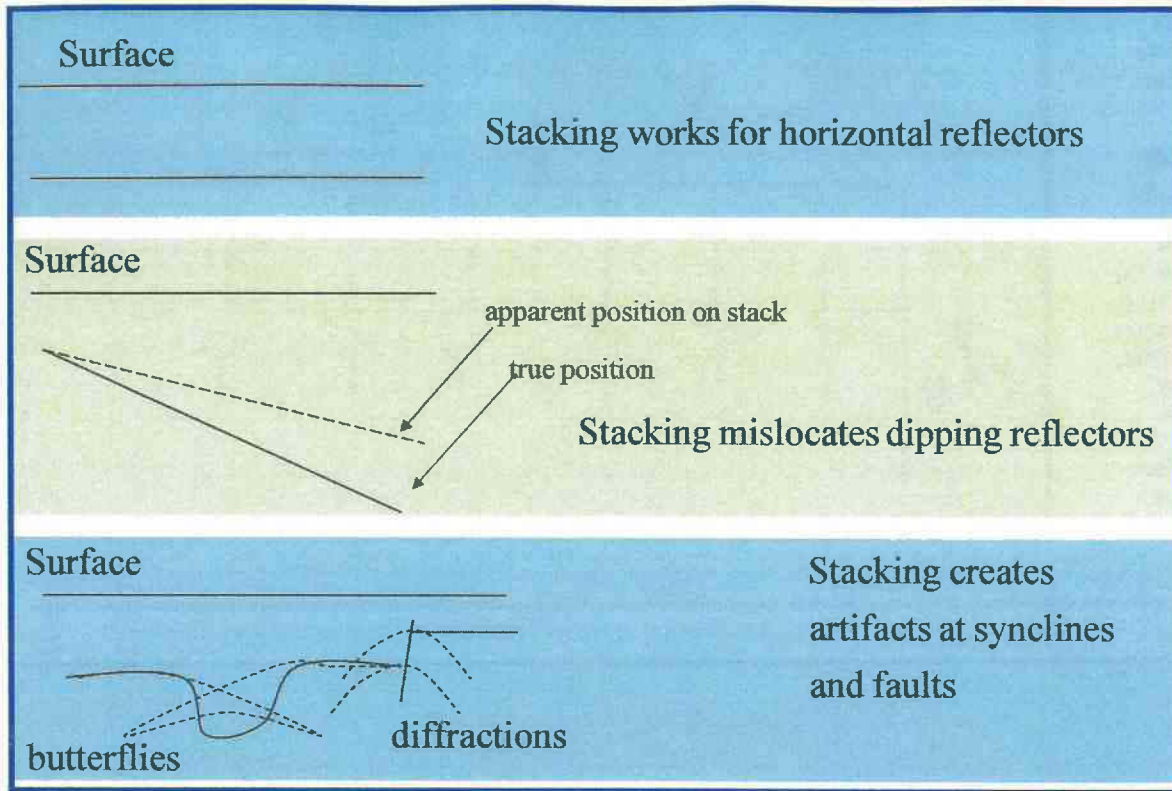 Surface
Stacking works for horizontal reflectors
Surface
apparent position on stack
true position
Stacking mislocates dipping reflectors
Surface
Stacking creates
artifacts at synclines
and faults
diffractions
butterflies